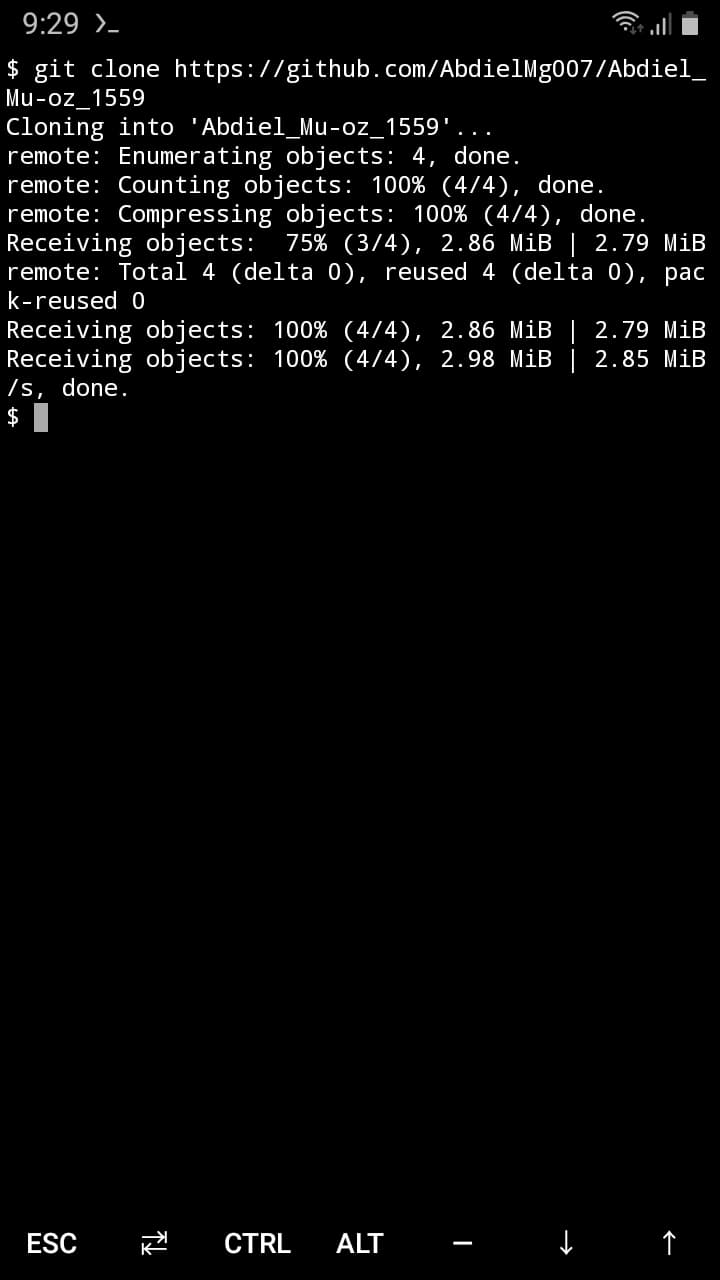 9:29
$ git clone https://github.com/AbdielMg007/Abdiel_
Mu-oz_1559
Cloning into 'Abdiel_Mu-oz_1559'...
remote: Enumerating objects: 4, done.
remote: Counting objects: 100% (4/4), done.
remote: Compressing objects: 100% (4/4), done.
Receiving objects:  75% (3/4), 2.86 MiB | 2.79 MiB
remote: Total 4 (delta 0), reused 4 (delta 0), pac
k-reused 0
Receiving objects: 100% (4/4), 2.86 MiB | 2.79 MiB
Receiving objects: 100% (4/4), 2.98 MiB | 2.85 MiB
/s, done.
$
ESC CTRL ALT – ↓ ↑